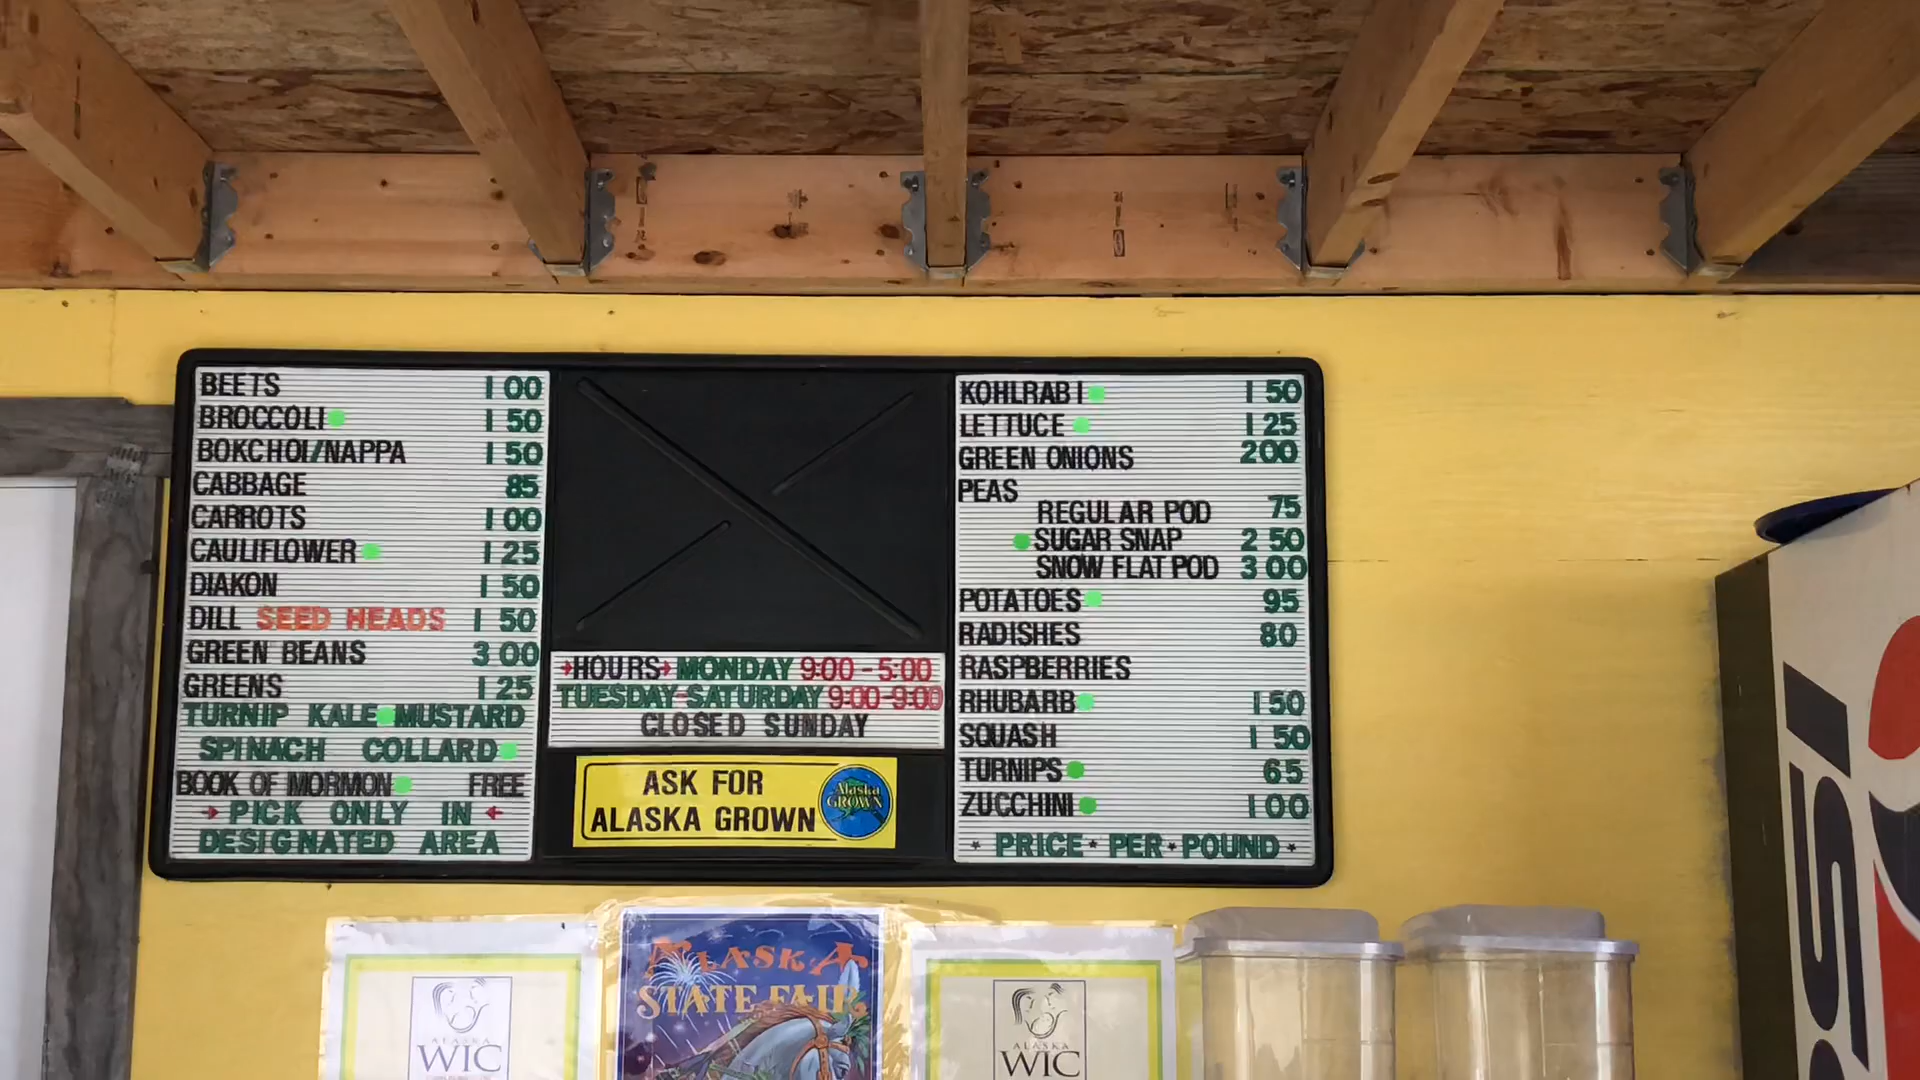 BEETS 1 00
BROCCOLI 1 50
BOKCHOI/NAPPA 1 50
CABBAGE 85
CARROTS 1 00
CAULIFLOWER 1 25
DIAKON 1 50
DILL SEED HEADS 1 50
GREEN BEANS 3 00
GREENS 1 25
TURNIP KALE MUSTARD
SPINACH COLLARD
BOOK OF MORMON FREE
PICK ONLY IN
DESIGNATED AREA
HOURS MONDAY 9:00-5:00
TUESDAY-SATURDAY 9:00-9:00
CLOSED SUNDAY
ASK FOR
ALASKA GROWN
Alaska
GROWN
KOHLRABI 1 50
LETTUCE 1 25
GREEN ONIONS 200
PEAS
REGULAR POD 75
SUGAR SNAP 2 50
SNOW FLAT POD 3 00
POTATOES 95
RADISHES 80
RASPBERRIES
RHUBARB 1 50
SQUASH 1 50
TURNIPS 65
ZUCCHINI 1 00
PRICE PER POUND
ALASKA
WIC
ALASKA
STATE FAIR
ALASKA
WIC
PSI